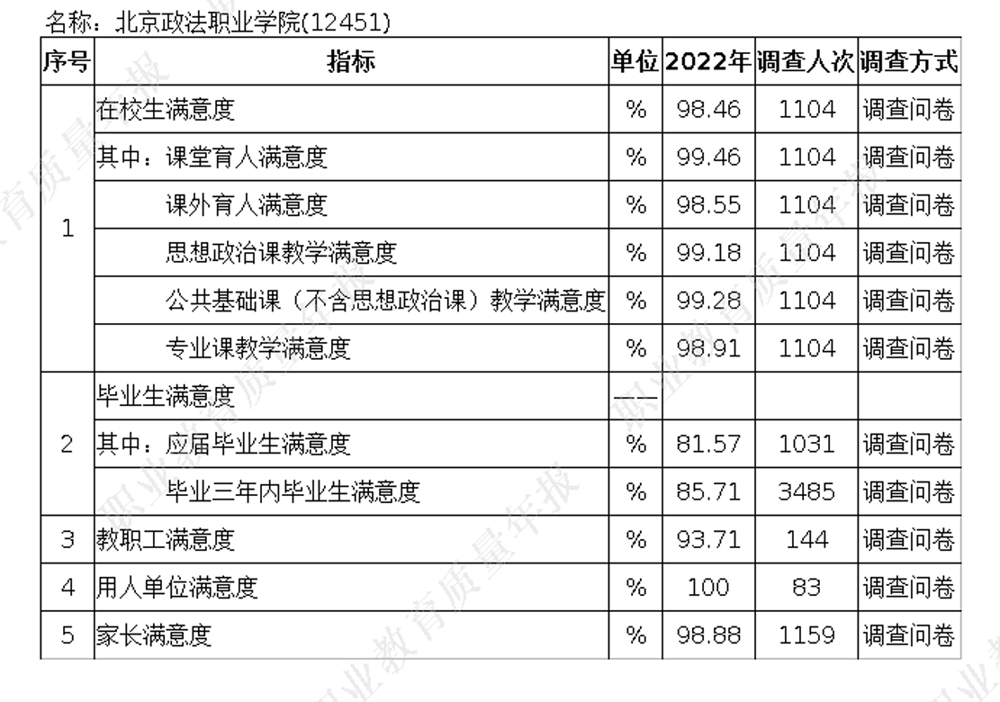 名称：北京政法职业学院(12451)
序号 指标 单位 2022年 调查人次 调查方式
1 在校生满意度 % 98.46 1104 调查问卷
其中：课堂育人满意度 % 99.46 1104 调查问卷
课外育人满意度 % 98.55 1104 调查问卷
思想政治课教学满意度 % 99.18 1104 调查问卷
公共基础课（不含思想政治课）教学满意度 % 99.28 1104 调查问卷
专业课教学满意度 % 98.91 1104 调查问卷
2 毕业生满意度 ——
其中：应届毕业生满意度 % 81.57 1031 调查问卷
毕业三年内毕业生满意度 % 85.71 3485 调查问卷
3 教职工满意度 % 93.71 144 调查问卷
4 用人单位满意度 % 100 83 调查问卷
5 家长满意度 % 98.88 1159 调查问卷
职业教育质量年报